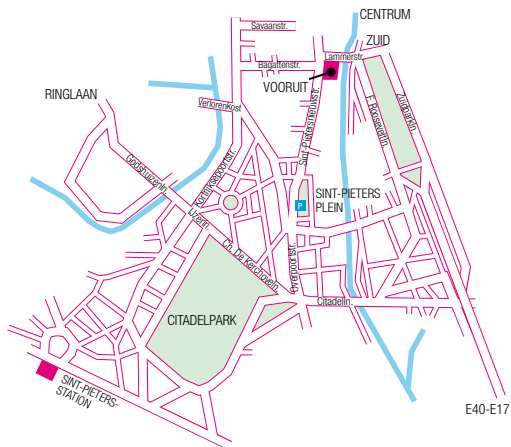 CENTRUM
Savaanstr.
ZUID
Lammerstr.
Bagattenstr.
VOORUIT
RINGLAAN
Verlorenkost
Sint-Pietersnieuwstr.
F. Rooseveltln.
Zuidparkln.
Godshuizenln.
Kortrijksepoortstr.
P
SINT-PIETERS
PLEIN
IJzerln.
Ch. De Kerchoveln.
Overpoortstr.
Citadelln.
CITADELPARK
SINT-PIETERS-
STATION
E40-E17